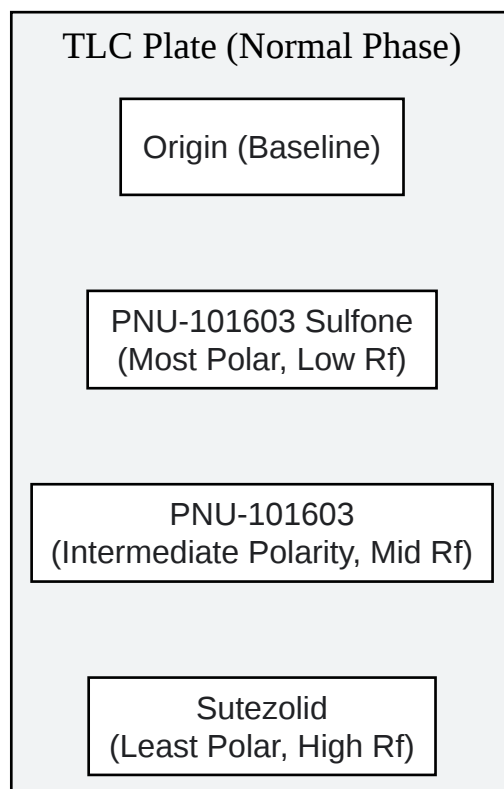 TLC Plate (Normal Phase)
Origin (Baseline)
PNU-101603 Sulfone
(Most Polar, Low Rf)
PNU-101603
(Intermediate Polarity, Mid Rf)
Sutezolid
(Least Polar, High Rf)